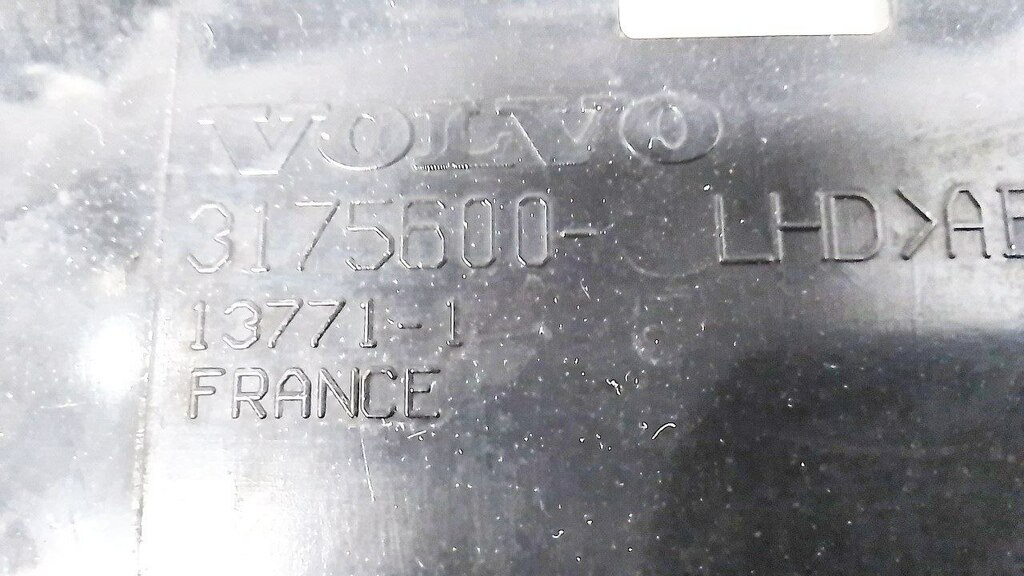 VOLVO
3175600- LHD>AB
13771-1
FRANCE